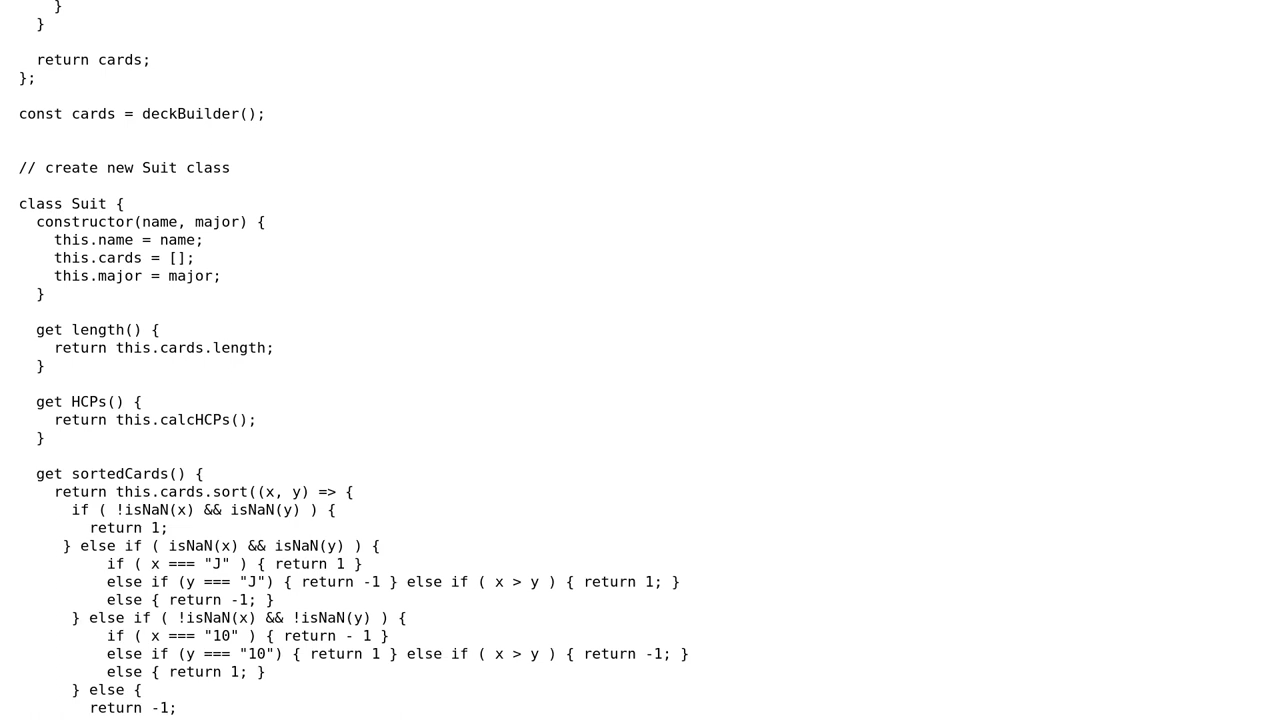 }
}
return cards;
};
const cards = deckBuilder();
// create new Suit class
class Suit {
constructor(name, major) {
this.name = name;
this.cards = [];
this.major = major;
}
get length() {
return this.cards.length;
}
get HCPs() {
return this.calcHCPs();
}
get sortedCards() {
return this.cards.sort((x, y) => {
if ( !isNaN(x) && isNaN(y) ) {
return 1;
} else if ( isNaN(x) && isNaN(y) ) {
if ( x === "J" ) { return 1 }
else if (y === "J") { return -1 } else if ( x > y ) { return 1; }
else { return -1; }
} else if ( !isNaN(x) && !isNaN(y) ) {
if ( x === "10" ) { return - 1 }
else if (y === "10") { return 1 } else if ( x > y ) { return -1; }
else { return 1; }
} else {
return -1;